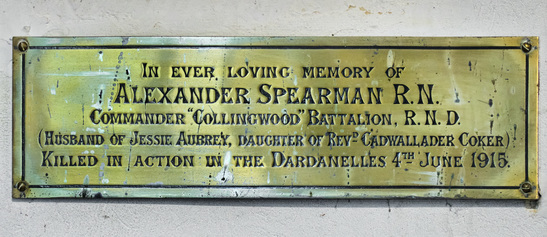 In ever loving memory of
Alexander Spearman R.N.
Commander "Collingwood" Battalion, R.N.D.
(Husband of Jessie Aubrey, daughter of Revd Cadwallader Coker)
Killed in action in the Dardanelles 4th June 1915.